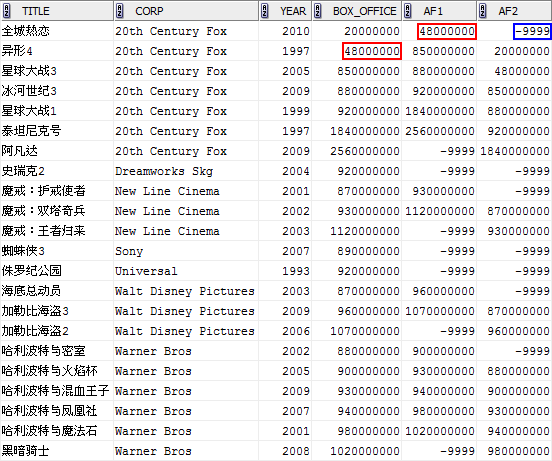 TITLE CORP YEAR BOX_OFFICE AF1 AF2
全城热恋 20th Century Fox 2010 20000000 48000000 -9999
异形4 20th Century Fox 1997 48000000 850000000 20000000
星球大战3 20th Century Fox 2005 850000000 880000000 48000000
冰河世纪3 20th Century Fox 2009 880000000 920000000 850000000
星球大战1 20th Century Fox 1999 920000000 1840000000 880000000
泰坦尼克号 20th Century Fox 1997 1840000000 2560000000 920000000
阿凡达 20th Century Fox 2009 2560000000 -9999 1840000000
史瑞克2 Dreamworks Skg 2004 920000000 -9999 -9999
魔戒：护戒使者 New Line Cinema 2001 870000000 930000000 -9999
魔戒：双塔奇兵 New Line Cinema 2002 930000000 1120000000 870000000
魔戒：王者归来 New Line Cinema 2003 1120000000 -9999 930000000
蜘蛛侠3 Sony 2007 890000000 -9999 -9999
侏罗纪公园 Universal 1993 920000000 -9999 -9999
海底总动员 Walt Disney Pictures 2003 870000000 960000000 -9999
加勒比海盗3 Walt Disney Pictures 2009 960000000 1070000000 870000000
加勒比海盗2 Walt Disney Pictures 2006 1070000000 -9999 960000000
哈利波特与密室 Warner Bros 2002 880000000 900000000 -9999
哈利波特与火焰杯 Warner Bros 2005 900000000 930000000 880000000
哈利波特与混血王子 Warner Bros 2009 930000000 940000000 900000000
哈利波特与凤凰社 Warner Bros 2007 940000000 980000000 930000000
哈利波特与魔法石 Warner Bros 2001 980000000 1020000000 940000000
黑暗骑士 Warner Bros 2008 1020000000 -9999 980000000